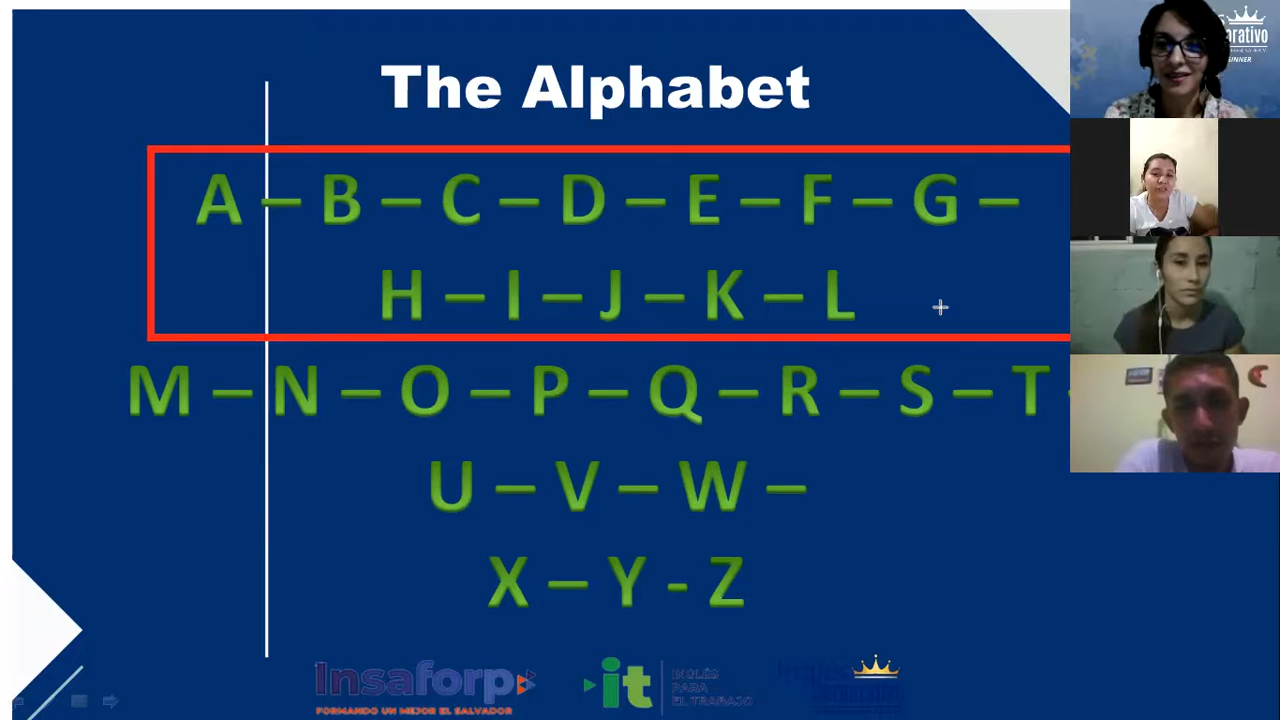 The Alphabet
A – B – C – D – E – F – G –
H – I – J – K – L
M – N – O – P – Q – R – S – T –
U – V – W –
X – Y - Z
Insaforp
FORMANDO UN MEJOR EL SALVADOR
it
INGLÉS
PARA
EL TRABAJO